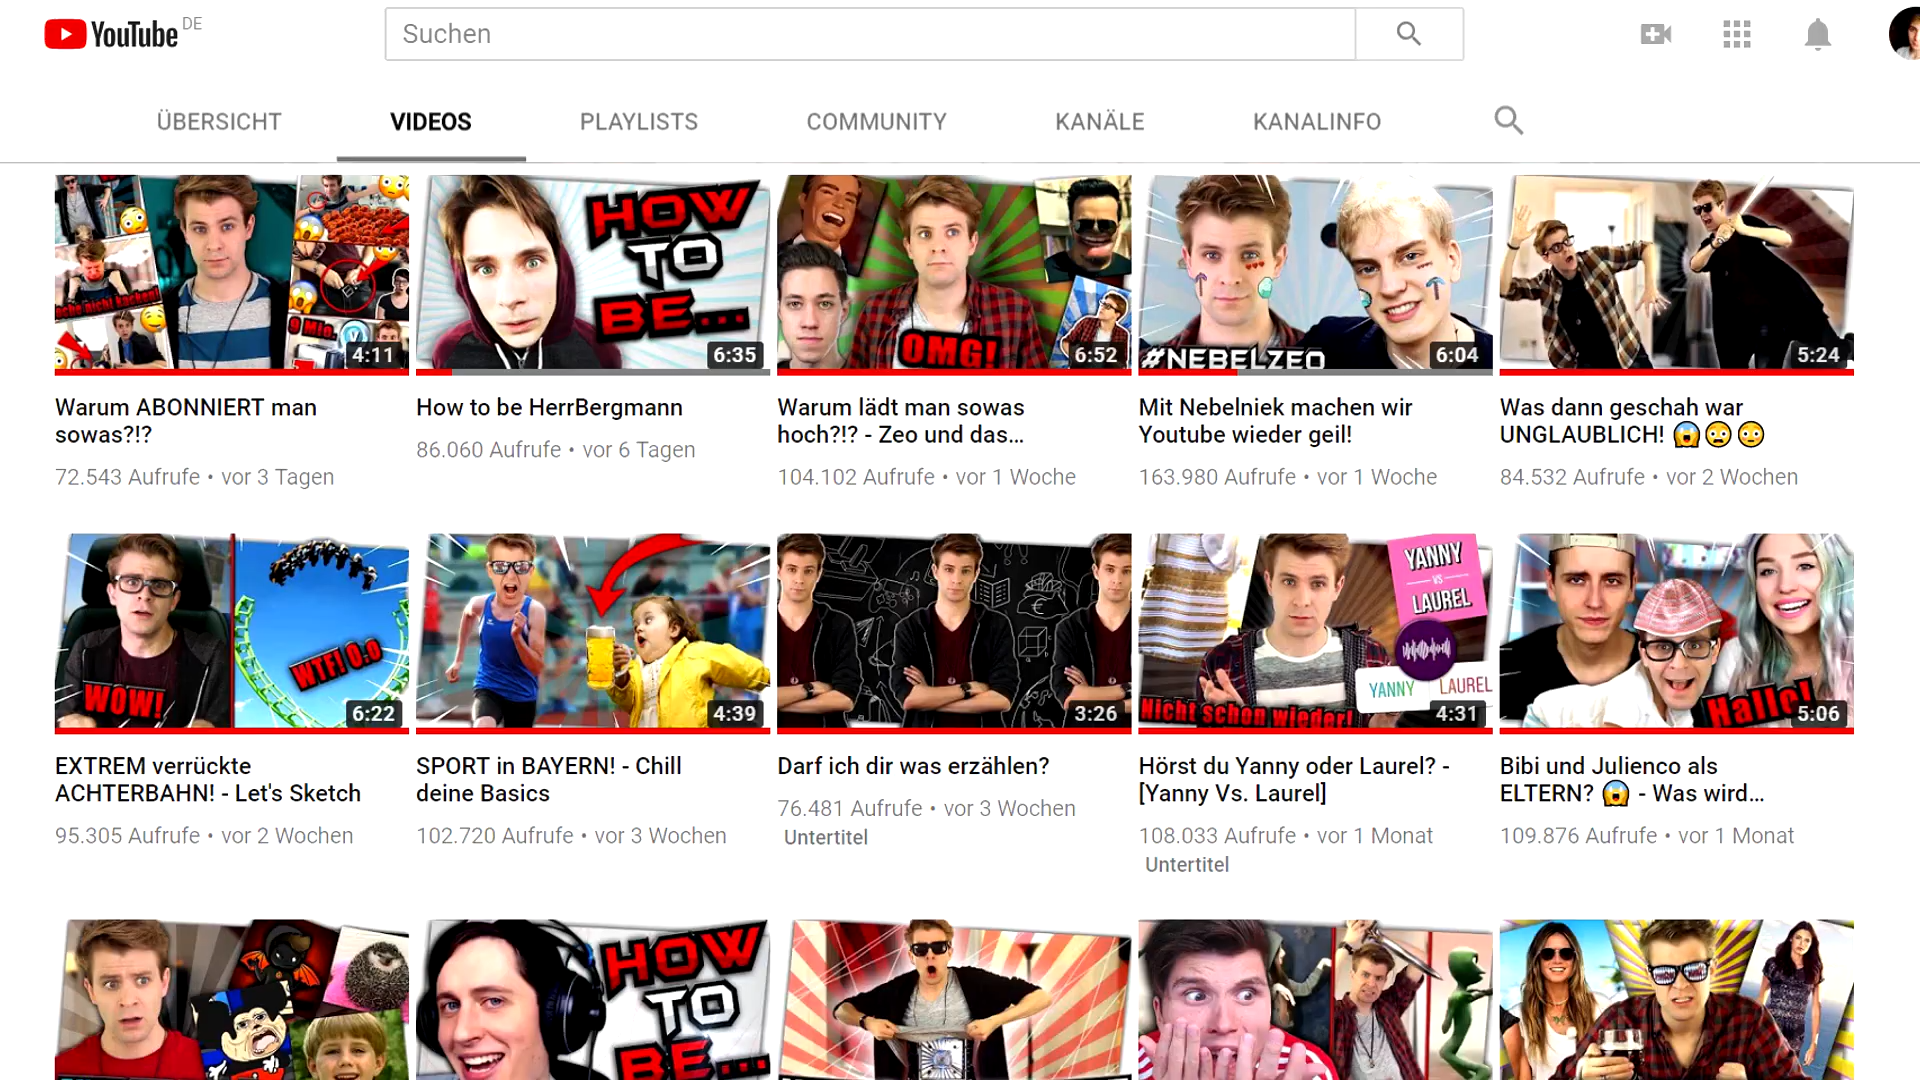 YouTube DE
Suchen
ÜBERSICHT
VIDEOS
PLAYLISTS
COMMUNITY
KANÄLE
KANALINFO
oche nicht kacken!
9 Min.
4:11
HOW
TO
BE...
6:35
OMG!
6:52
#NEBELZEO
6:04
5:24
Warum ABONNIERT man
sowas?!?
72.543 Aufrufe • vor 3 Tagen
How to be HerrBergmann
86.060 Aufrufe • vor 6 Tagen
Warum lädt man sowas
hoch?!? - Zeo und das...
104.102 Aufrufe • vor 1 Woche
Mit Nebelniek machen wir
Youtube wieder geil!
163.980 Aufrufe • vor 1 Woche
Was dann geschah war
UNGLAUBLICH! 😱😦😳
84.532 Aufrufe • vor 2 Wochen
WOW!
WTF! O.o
6:22
4:39
€
3:26
YANNY
VS
LAUREL
YANNY
LAUREL
Nicht schon wieder!
4:31
Hallo!
5:06
EXTREM verrückte
ACHTERBAHN! - Let's Sketch
95.305 Aufrufe • vor 2 Wochen
SPORT in BAYERN! - Chill
deine Basics
102.720 Aufrufe • vor 3 Wochen
Darf ich dir was erzählen?
76.481 Aufrufe • vor 3 Wochen
Untertitel
Hörst du Yanny oder Laurel? -
[Yanny Vs. Laurel]
108.033 Aufrufe • vor 1 Monat
Untertitel
Bibi und Julienco als
ELTERN? 😱 - Was wird...
109.876 Aufrufe • vor 1 Monat
HOW
TO
BE...